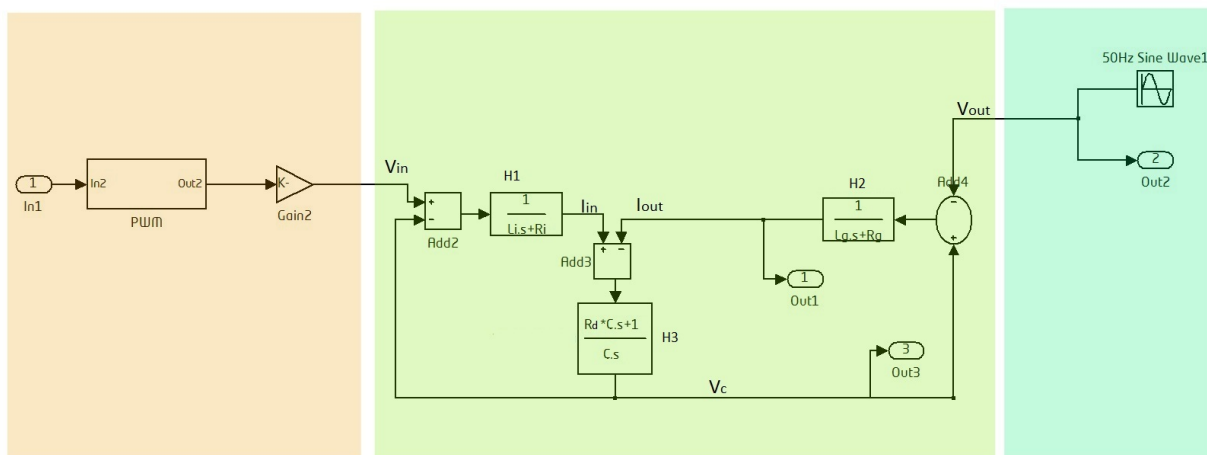 1
In1
In2
Out2
PWM
K-
Gain2
Vin
+
-
Add2
H1
1
Li.s+Ri
Iin
Iout
+
-
Add3
Rd*C.s+1
C.s
H3
Vc
H2
1
Lg.s+Rg
1
Out1
3
Out3
Vout
Add4
-
+
50Hz Sine Wave1
2
Out2